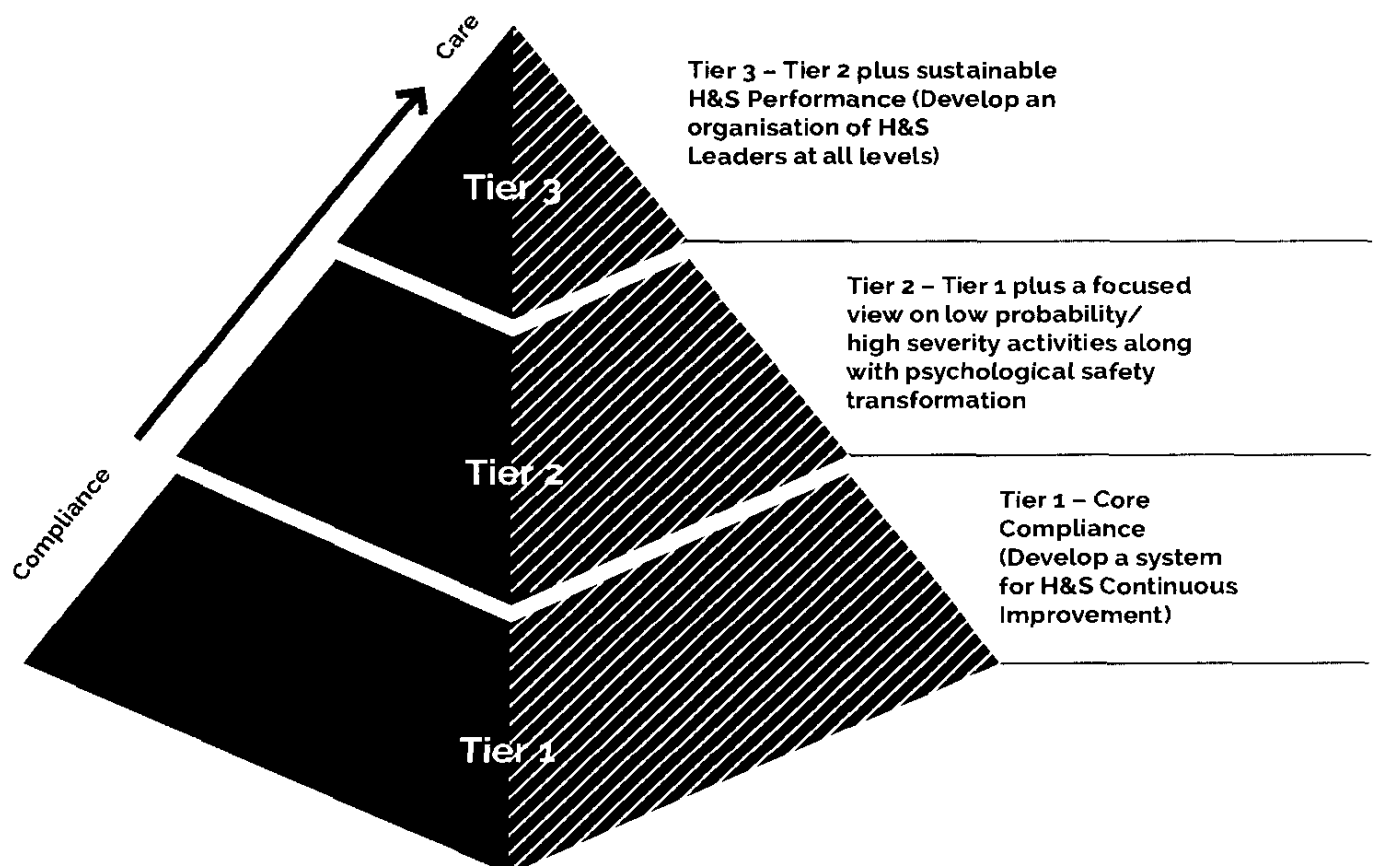 Care
Tier 3 – Tier 2 plus sustainable
H&S Performance (Develop an
organisation of H&S
Leaders at all levels)
Tier 3
Tier 2 – Tier 1 plus a focused
view on low probability/
high severity activities along
with psychological safety
transformation
Tier 2
Compliance
Tier 1 – Core
Compliance
(Develop a system
for H&S Continuous
Improvement)
Tier 1